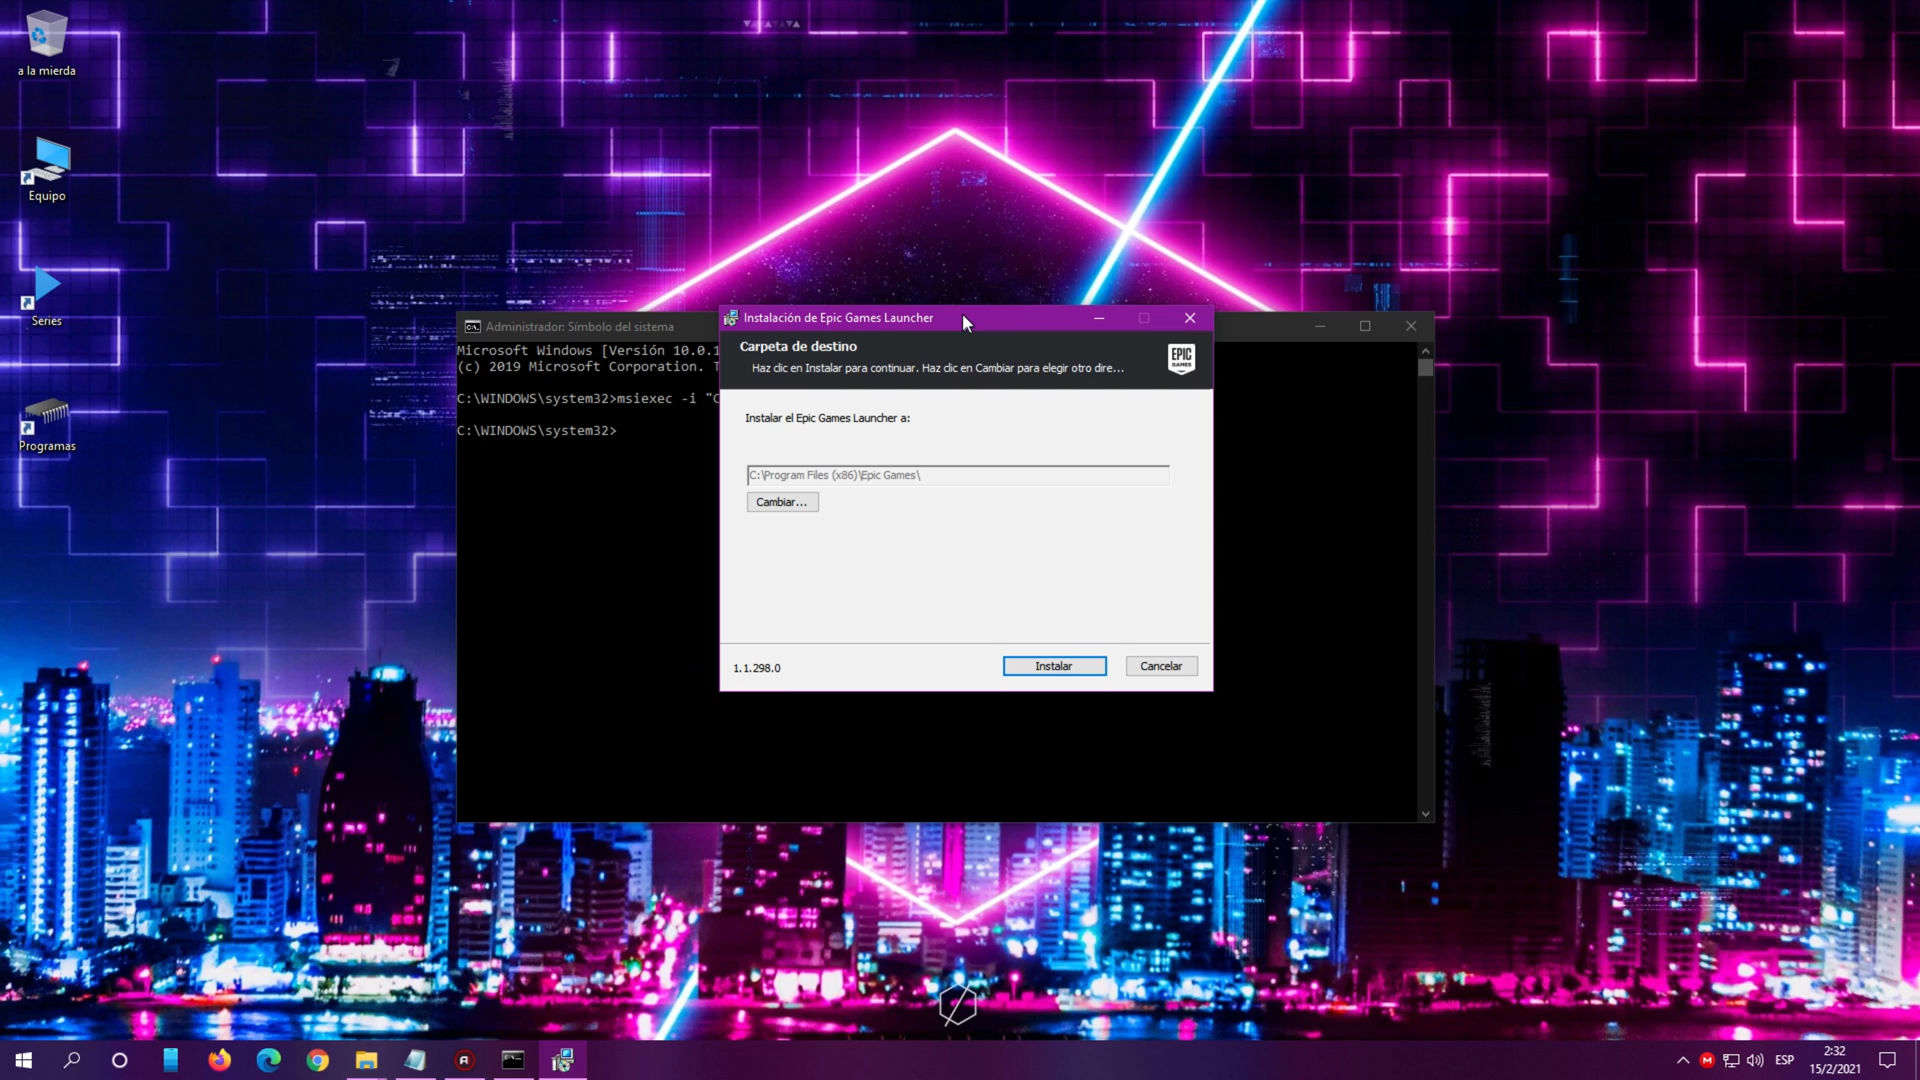 a la mierda
Equipo
Series
Programas
Administrador: Símbolo del sistema
Microsoft Windows [Versión 10.0.1
(c) 2019 Microsoft Corporation. T
C:\WINDOWS\system32>msiexec -i "C
C:\WINDOWS\system32>
Instalación de Epic Games Launcher
Carpeta de destino
Haz clic en Instalar para continuar. Haz clic en Cambiar para elegir otro dire...
EPIC
GAMES
Instalar el Epic Games Launcher a:
C:\Program Files (x86)\Epic Games\
Cambiar...
1.1.298.0
Instalar
Cancelar
ESP
2:32
15/2/2021